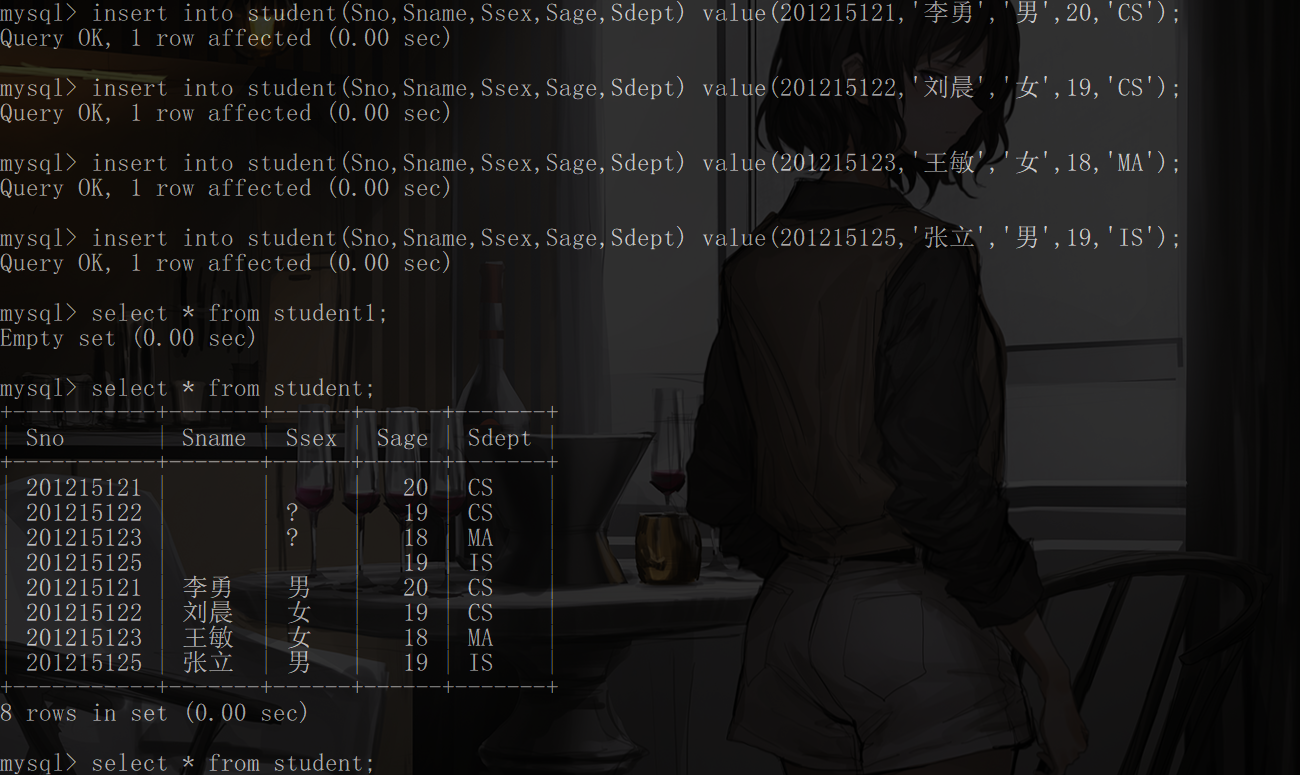 mysql> insert into student(Sno,Sname,Ssex,Sage,Sdept) value(201215121,'李勇','男',20,'CS');
Query OK, 1 row affected (0.00 sec)
mysql> insert into student(Sno,Sname,Ssex,Sage,Sdept) value(201215122,'刘晨','女',19,'CS');
Query OK, 1 row affected (0.00 sec)
mysql> insert into student(Sno,Sname,Ssex,Sage,Sdept) value(201215123,'王敏','女',18,'MA');
Query OK, 1 row affected (0.00 sec)
mysql> insert into student(Sno,Sname,Ssex,Sage,Sdept) value(201215125,'张立','男',19,'IS');
Query OK, 1 row affected (0.00 sec)
mysql> select * from student1;
Empty set (0.00 sec)
mysql> select * from student;
+-----------+-------+------+------+-------+
| Sno | Sname | Ssex | Sage | Sdept |
+-----------+-------+------+------+-------+
| 201215121 | | | 20 | CS |
| 201215122 | | ? | 19 | CS |
| 201215123 | | ? | 18 | MA |
| 201215125 | | | 19 | IS |
| 201215121 | 李勇 | 男 | 20 | CS |
| 201215122 | 刘晨 | 女 | 19 | CS |
| 201215123 | 王敏 | 女 | 18 | MA |
| 201215125 | 张立 | 男 | 19 | IS |
+-----------+-------+------+------+-------+
8 rows in set (0.00 sec)
mysql> select * from student;